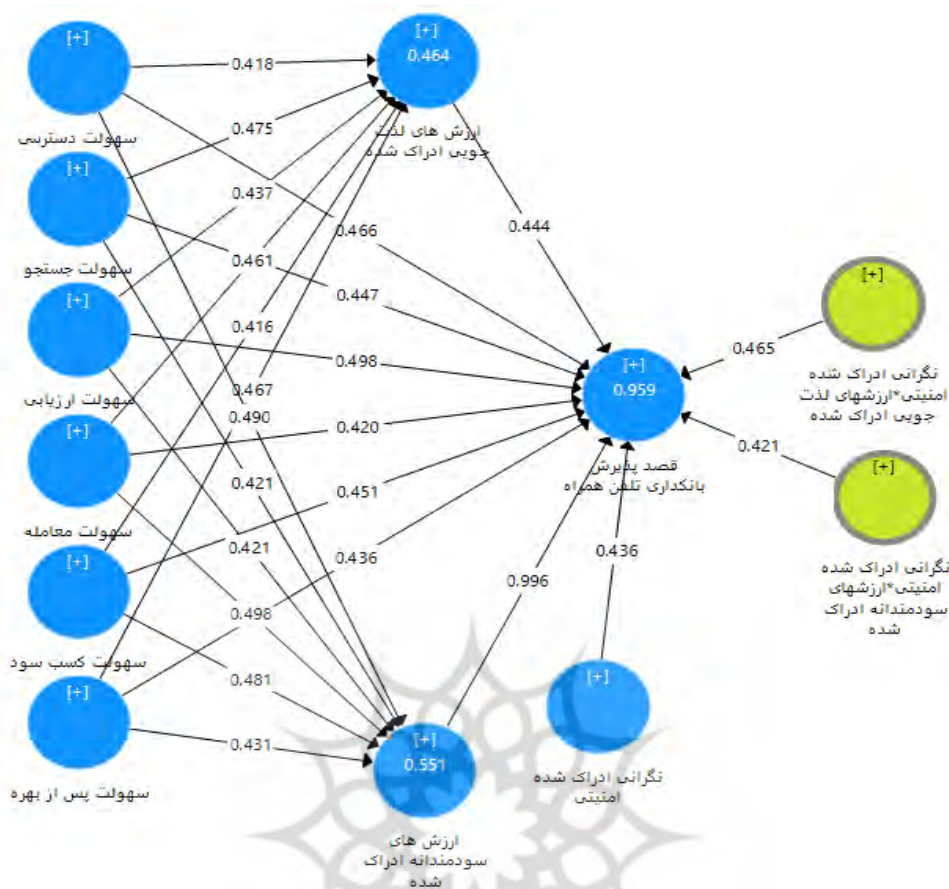 [+]
سهولت دسترسی
[+]
سهولت جستجو
[+]
سهولت ارزیابی
[+]
سهولت معامله
[+]
سهولت کسب سود
[+]
سهولت پس از بهره
[+]
0.464
ارزش های لذت
جویی ادراک شده
0.418
0.475
0.437
0.461
0.416
0.467
0.490
0.421
0.421
0.498
0.481
0.431
0.466
0.447
0.498
0.420
0.451
0.436
0.444
0.996
0.436
0.465
0.421
[+]
0.959
قصد پذیرش
بانکداری تلفن همراه
[+]
نگرانی ادراک شده
امنیتی*ارزشهای لذت
جویی ادراک شده
[+]
نگرانی ادراک شده
امنیتی*ارزشهای
سودمندانه ادراک
شده
[+]
نگرانی ادراک شده
امنیتی
[+]
0.551
ارزش های
سودمندانه ادراک
شده